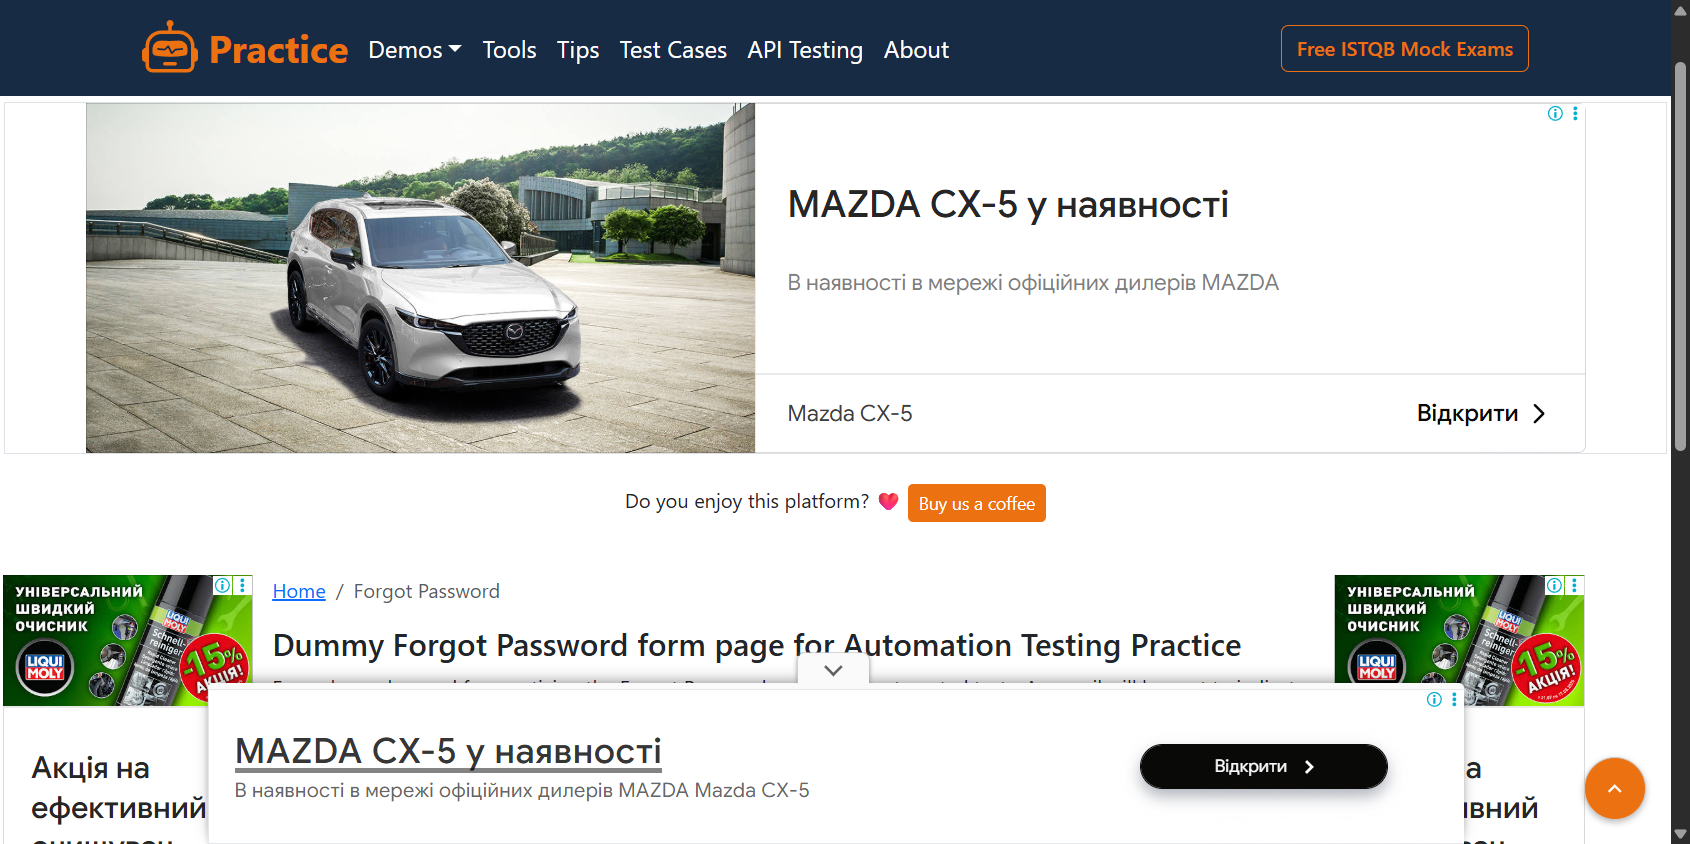 Practice Demos Tools Tips Test Cases API Testing About Free ISTQB Mock Exams
MAZDA CX-5 у наявності
В наявності в мережі офіційних дилерів MAZDA
Mazda CX-5 Відкрити
Do you enjoy this platform? Buy us a coffee
УНІВЕРСАЛЬНИЙ
ШВИДКИЙ
ОЧИСНИК
LIQUI
MOLY
Schnell-
reiniger
-15%
АКЦІЯ!
Home / Forgot Password
Dummy Forgot Password form page for Automation Testing Practice
УНІВЕРСАЛЬНИЙ
ШВИДКИЙ
ОЧИСНИК
LIQUI
MOLY
Schnell-
reiniger
-15%
АКЦІЯ!
Акція на
ефективний
MAZDA CX-5 у наявності
В наявності в мережі офіційних дилерів MAZDA Mazda CX-5
Відкрити
а
ивний